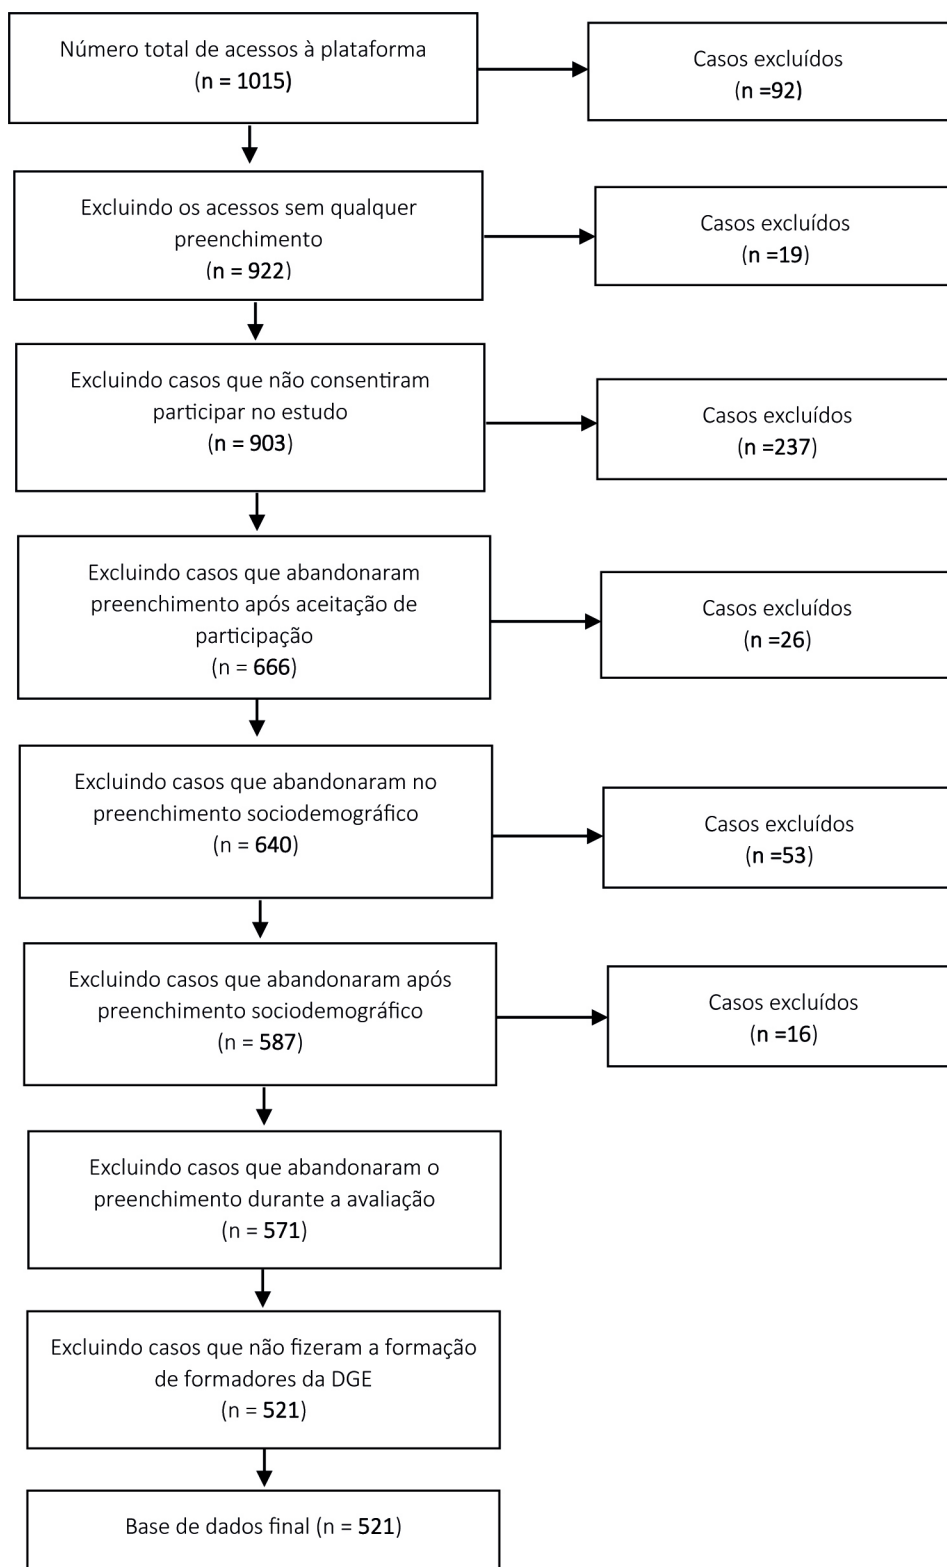 Número total de acessos à plataforma
(n = 1015)
Casos excluídos
(n =92)
Excluindo os acessos sem qualquer
preenchimento
(n = 922)
Casos excluídos
(n =19)
Excluindo casos que não consentiram
participar no estudo
(n = 903)
Casos excluídos
(n =237)
Excluindo casos que abandonaram
preenchimento após aceitação de
participação
(n = 666)
Casos excluídos
(n =26)
Excluindo casos que abandonaram no
preenchimento sociodemográfico
(n = 640)
Casos excluídos
(n =53)
Excluindo casos que abandonaram após
preenchimento sociodemográfico
(n = 587)
Casos excluídos
(n =16)
Excluindo casos que abandonaram o
preenchimento durante a avaliação
(n = 571)
Excluindo casos que não fizeram a formação
de formadores da DGE
(n = 521)
Base de dados final (n = 521)